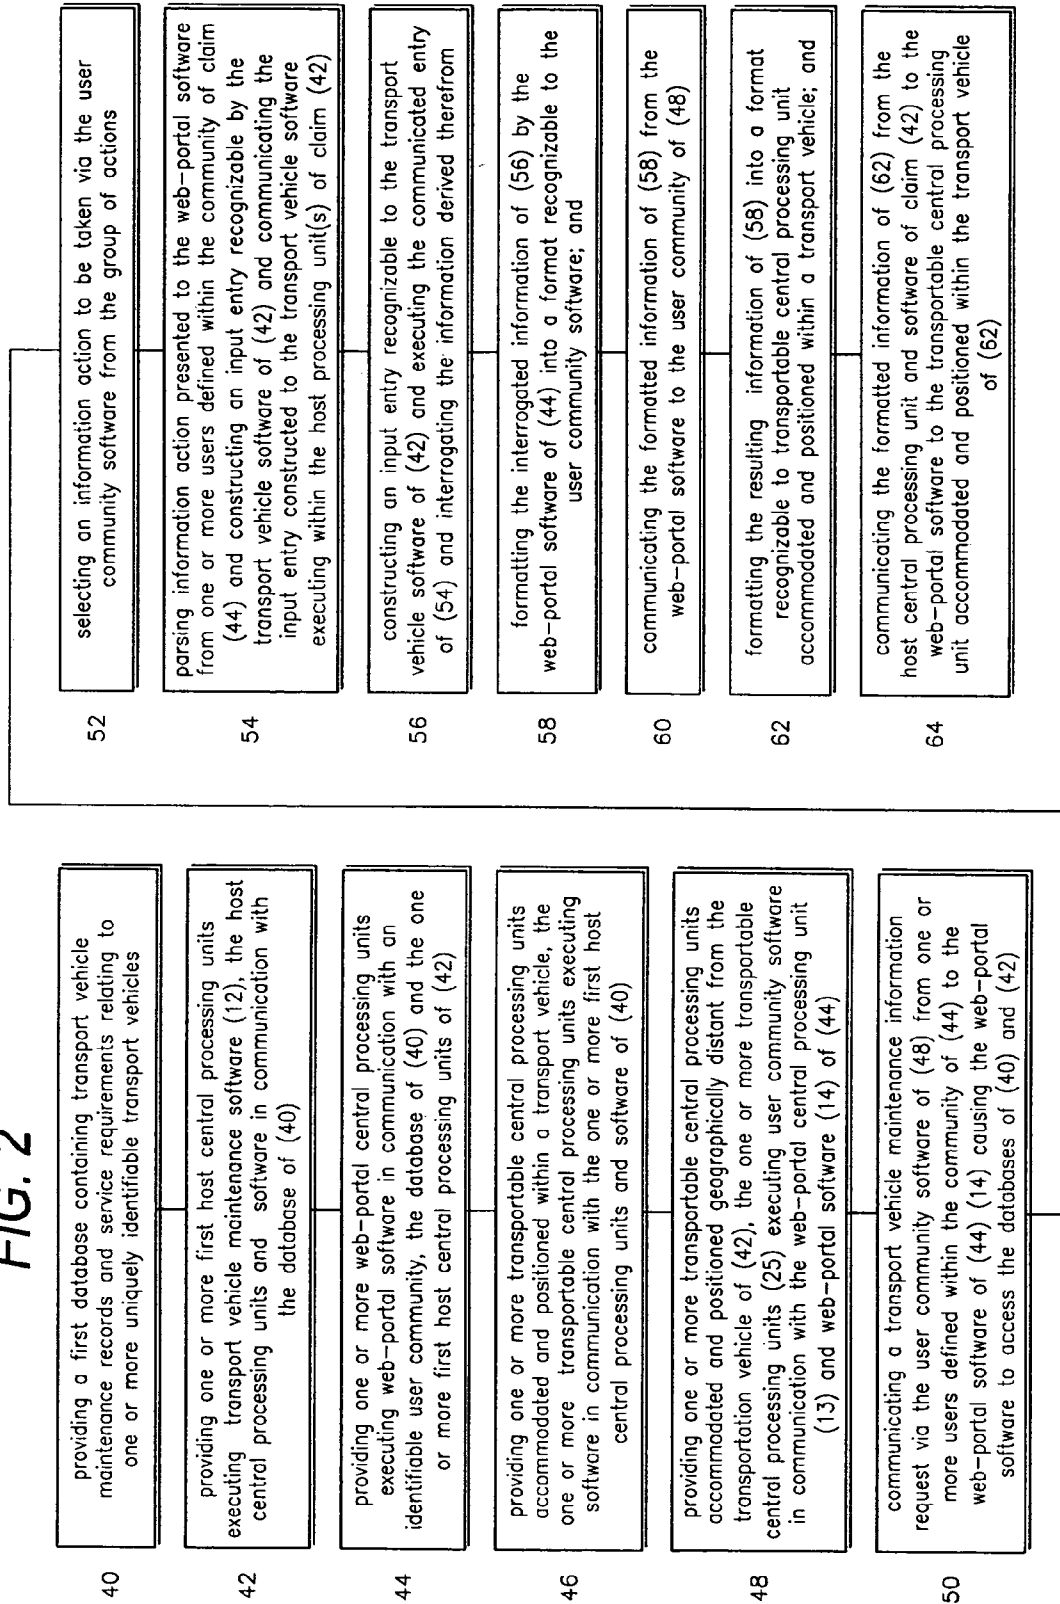 FIG. 2
40
providing a first database containing transport vehicle
maintenance records and service requirements relating to
one or more uniquely identifiable transport vehicles
42
providing one or more first host central processing units
executing transport vehicle maintenance software (12), the host
central processing units and software in communication with
the database of (40)
44
providing one or more web-portal central processing units
executing web-portal software in communication with an
identifiable user community, the database of (40) and the one
or more first host central processing units of (42)
46
providing one or more transportable central processing units
accommodated and positioned within a transport vehicle, the
one or more transportable central processing units executing
software in communication with the one or more first host
central processing units and software of (40)
48
providing one or more transportable central processing units
accommodated and positioned geographically distant from the
transportation vehicle of (42), the one or more transportable
central processing units (25) executing user community software
in communication with the web-portal central processing unit
(13) and web-portal software (14) of (44)
50
communicating a transport vehicle maintenance information
request via the user community software of (48) from one or
more users defined within the community of (44) to the
web-portal software of (44) (14) causing the web-portal
software to access the databases of (40) and (42)
52
selecting an information action to be taken via the user
community software from the group of actions
54
parsing information action presented to the web-portal software
from one or more users defined within the community of claim
(44) and constructing an input entry recognizable by the
transport vehicle software of (42) and communicating the
input entry constructed to the transport vehicle software
executing within the host processing unit(s) of claim (42)
56
constructing an input entry recognizable to the transport
vehicle software of (42) and executing the communicated entry
of (54) and interrogating the information derived therefrom
58
formatting the interrogated information of (56) by the
web-portal software of (44) into a format recognizable to the
user community software; and
60
communicating the formatted information of (58) from the
web-portal software to the user community of (48)
62
formatting the resulting information of (58) into a format
recognizable to transportable central processing unit
accommodated and positioned within a transport vehicle; and
64
communicating the formatted information of (62) from the
host central processing unit and software of claim (42) to the
web-portal software to the transportable central processing
unit accommodated and positioned within the transport vehicle
of (62)